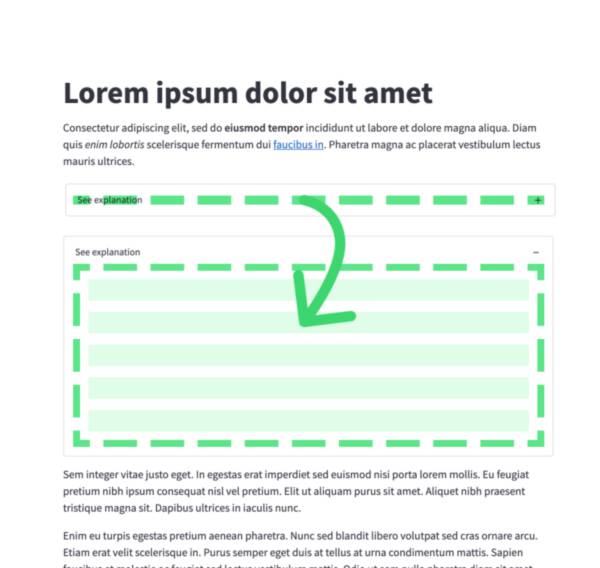 Lorem ipsum dolor sit amet
Consectetur adipiscing elit, sed do eiusmod tempor incididunt ut labore et dolore magna aliqua. Diam
quis enim lobortis scelerisque fermentum dui faucibus in. Pharetra magna ac placerat vestibulum lectus
mauris ultrices.
See explanation +
See explanation −
Sem integer vitae justo eget. In egestas erat imperdiet sed euismod nisi porta lorem mollis. Eu feugiat
pretium nibh ipsum consequat nisl vel pretium. Elit ut aliquam purus sit amet. Aliquet nibh praesent
tristique magna sit. Dapibus ultrices in iaculis nunc.
Enim eu turpis egestas pretium aenean pharetra. Nunc sed blandit libero volutpat sed cras ornare arcu.
Etiam erat velit scelerisque in. Purus semper eget duis at tellus at urna condimentum mattis. Sapien